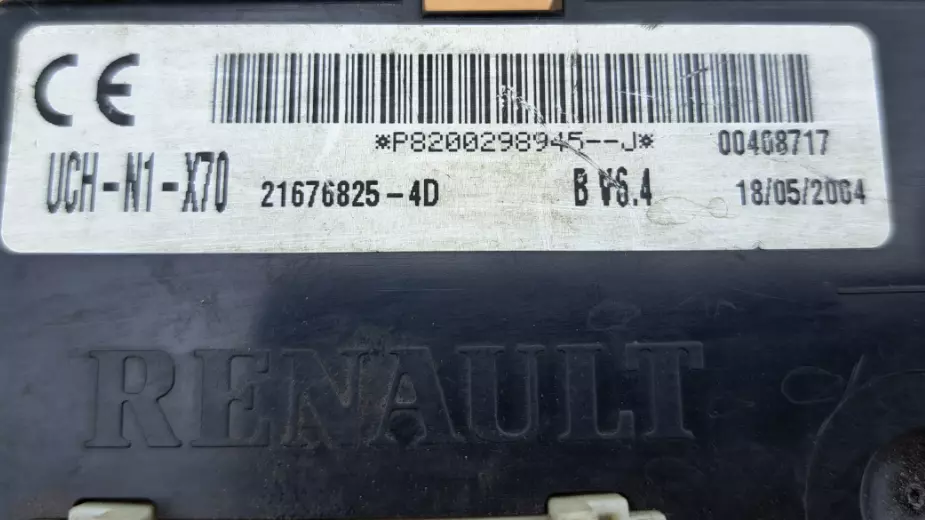 CE
*P8200298945--J* 00408717
UCH-N1-X70 21676825-4D B V6.4 18/05/2004
RENAULT